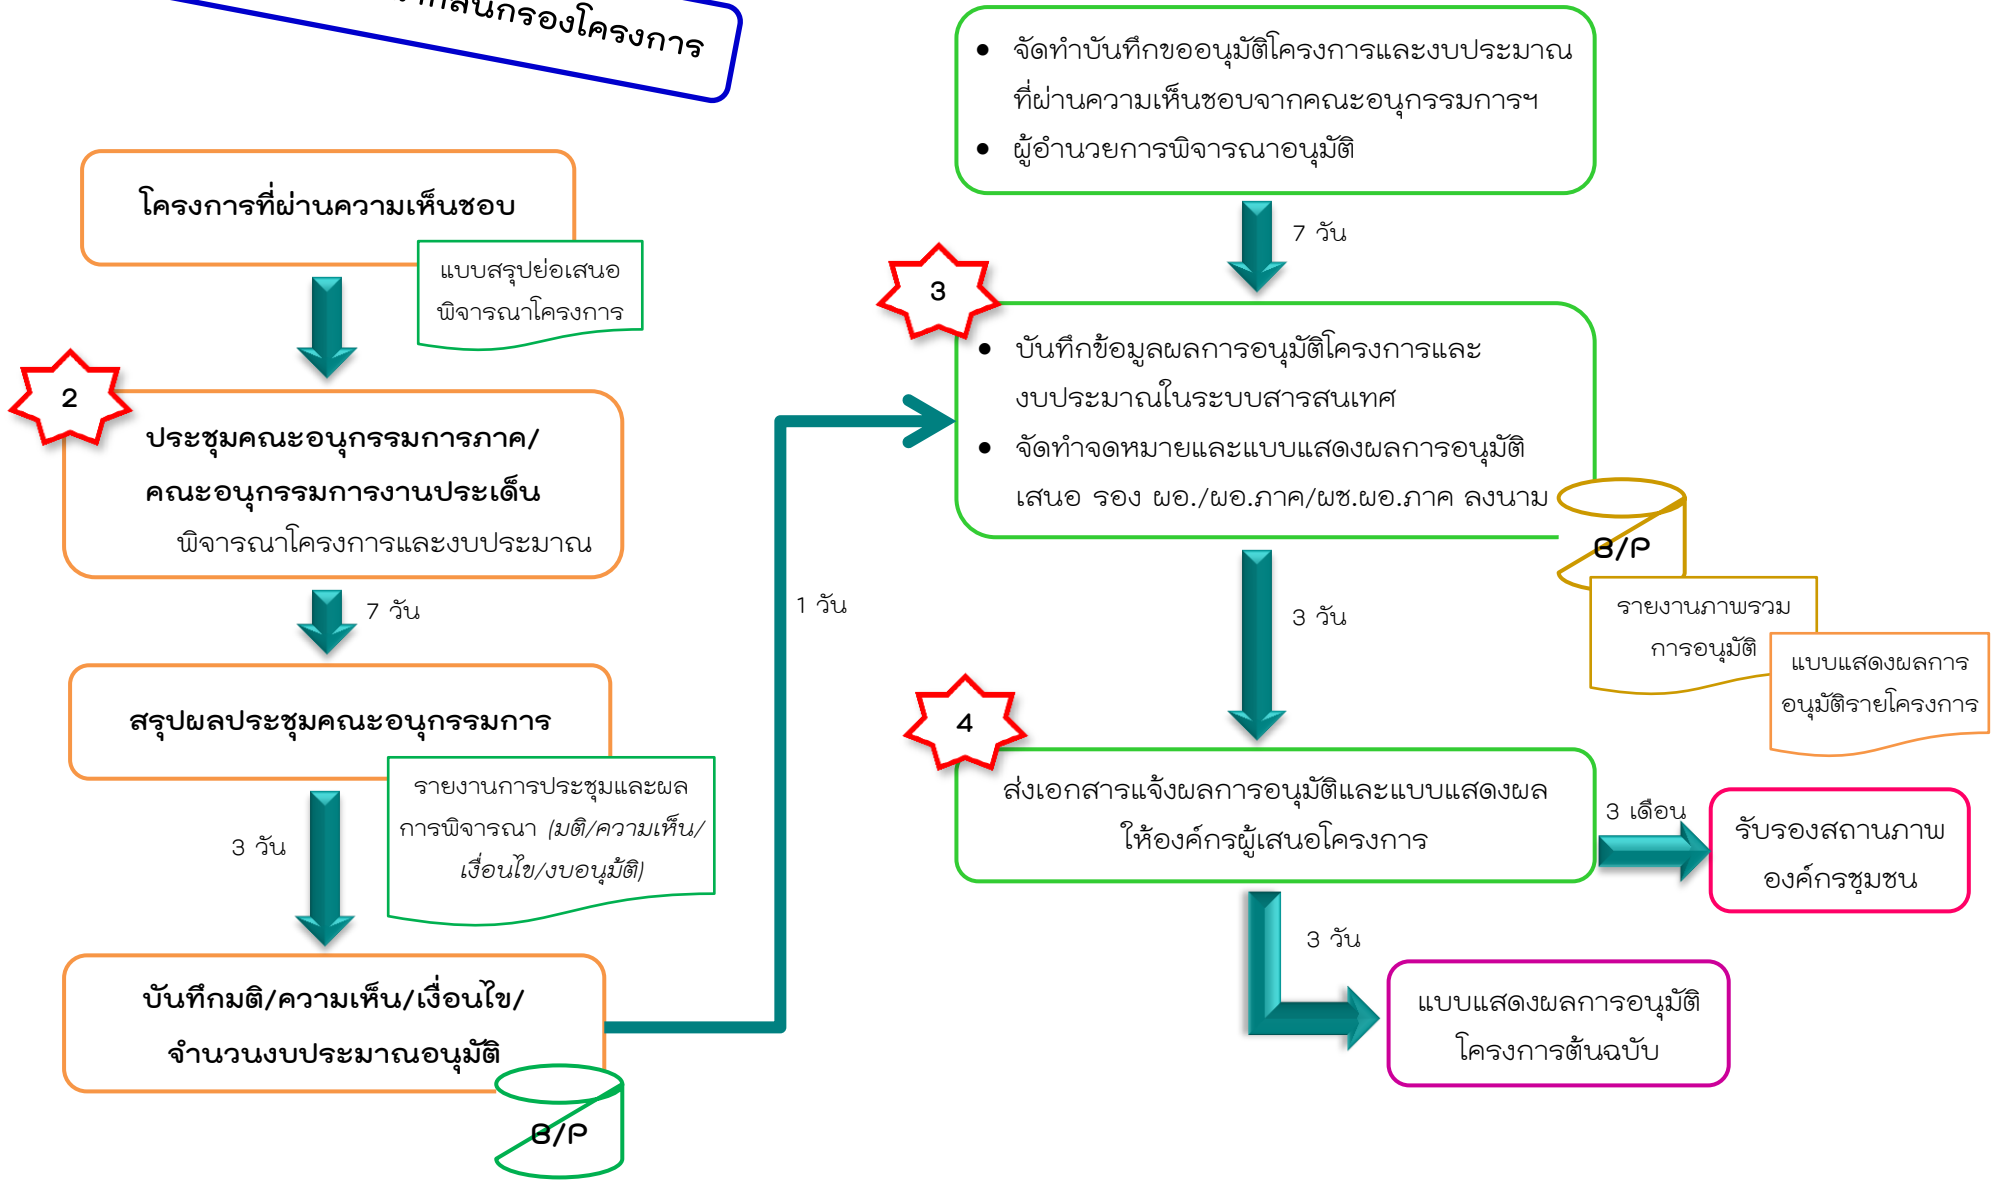 โครงการ
โครงการที่ผ่านความเห็นชอบ
แบบสรุปย่อเสนอ
พิจารณาโครงการ
2
ประชุมคณะอนุกรรมการภาค/
คณะอนุกรรมการงานประเด็น
พิจารณาโครงการและงบประมาณ
7 วัน
สรุปผลประชุมคณะอนุกรรมการ
รายงานการประชุมและผล
การพิจารณา (มติ/ความเห็น/
เงื่อนไข/งบอนุมัติ)
3 วัน
บันทึกมติ/ความเห็น/เงื่อนไข/
จำนวนงบประมาณอนุมัติ
B/P
1 วัน
• จัดทำบันทึกขออนุมัติโครงการและงบประมาณ
ที่ผ่านความเห็นชอบจากคณะอนุกรรมการฯ
• ผู้อำนวยการพิจารณาอนุมัติ
7 วัน
3
• บันทึกข้อมูลผลการอนุมัติโครงการและ
งบประมาณในระบบสารสนเทศ
• จัดทำจดหมายและแบบแสดงผลการอนุมัติ
เสนอ รอง ผอ./ผอ.ภาค/ผช.ผอ.ภาค ลงนาม
B/P
รายงานภาพรวม
การอนุมัติ
แบบแสดงผลการ
อนุมัติรายโครงการ
3 วัน
4
ส่งเอกสารแจ้งผลการอนุมัติและแบบแสดงผล
ให้องค์กรผู้เสนอโครงการ
3 เดือน
รับรองสถานภาพ
องค์กรชุมชน
3 วัน
แบบแสดงผลการอนุมัติ
โครงการต้นฉบับ